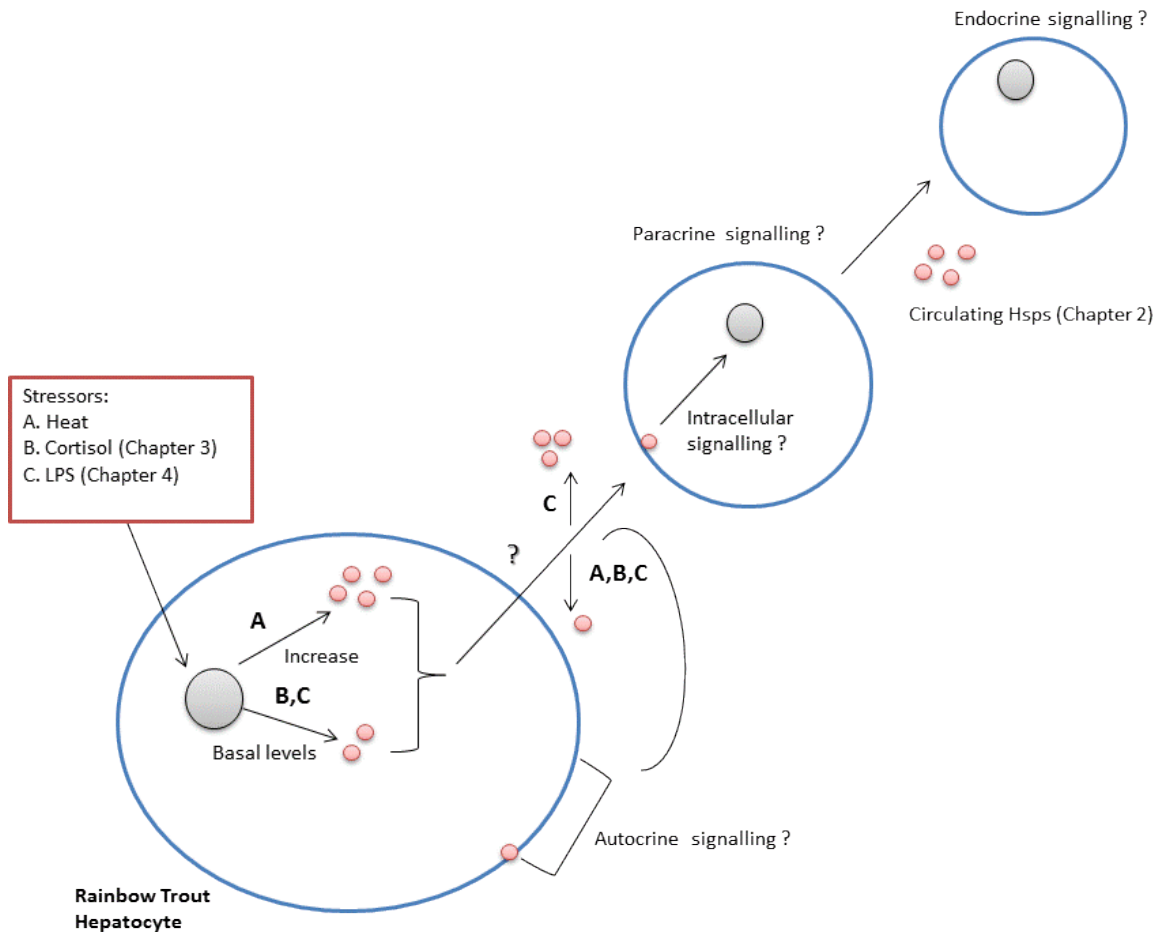 Endocrine signalling ?
Paracrine signalling ?
Circulating Hsps (Chapter 2)
Stressors:
A. Heat
B. Cortisol (Chapter 3)
C. LPS (Chapter 4)
Intracellular
signalling ?
C
?
A,B,C
A
Increase
B,C
Basal levels
Autocrine signalling ?
Rainbow Trout
Hepatocyte